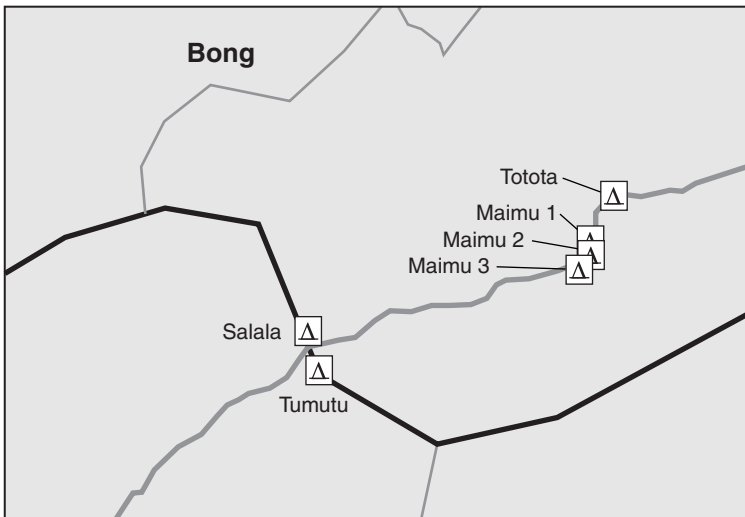 Bong
Totota
Maimu 1
Maimu 2
Maimu 3
Salala
Tumutu